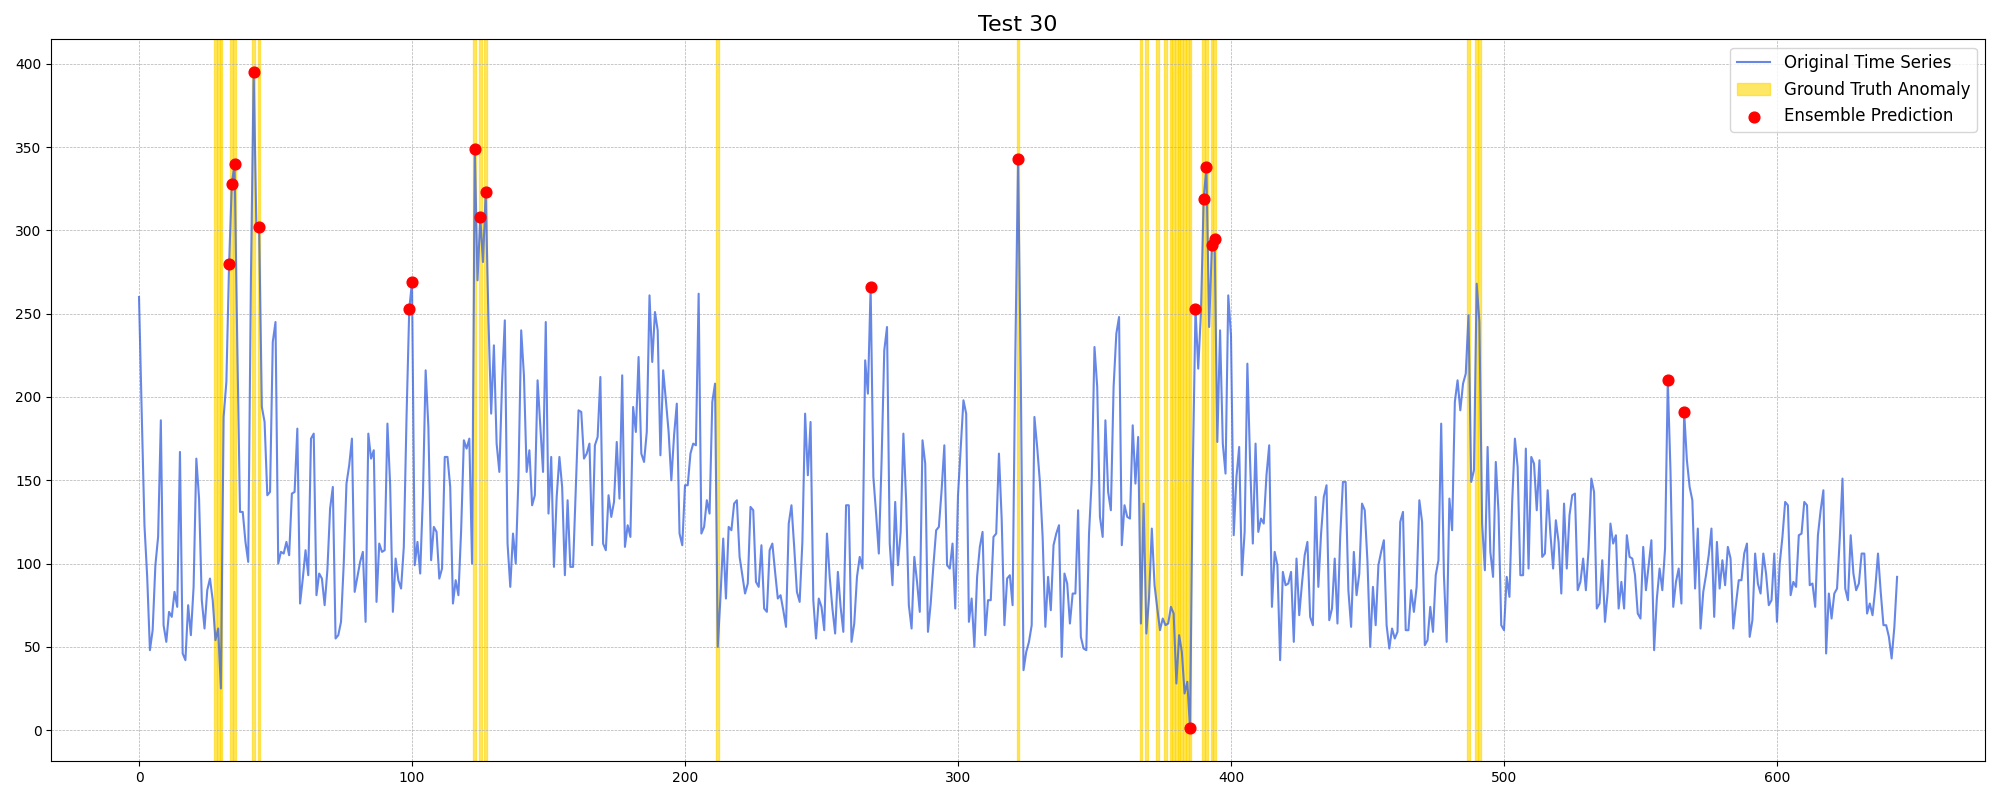 Test 30
Original Time Series
Ground Truth Anomaly
Ensemble Prediction
400
350
300
250
200
150
100
50
0
0 100 200 300 400 500 600